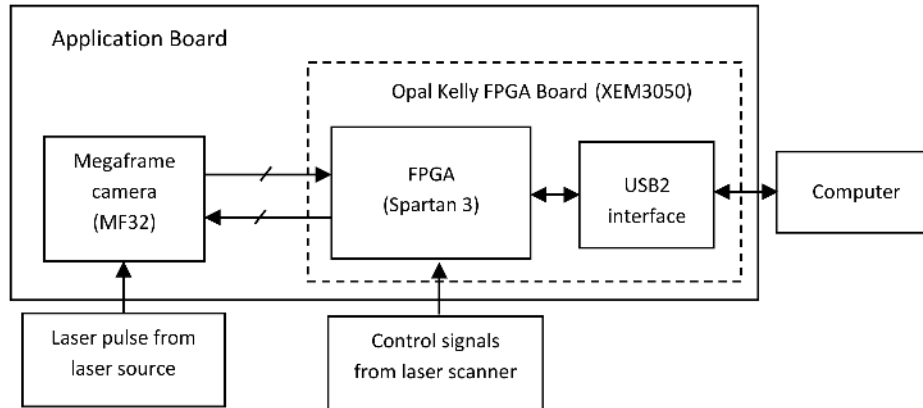 Application Board
Opal Kelly FPGA Board (XEM3050)
Megaframe
camera
(MF32)
FPGA
(Spartan 3)
USB2
interface
Computer
Laser pulse from
laser source
Control signals
from laser scanner